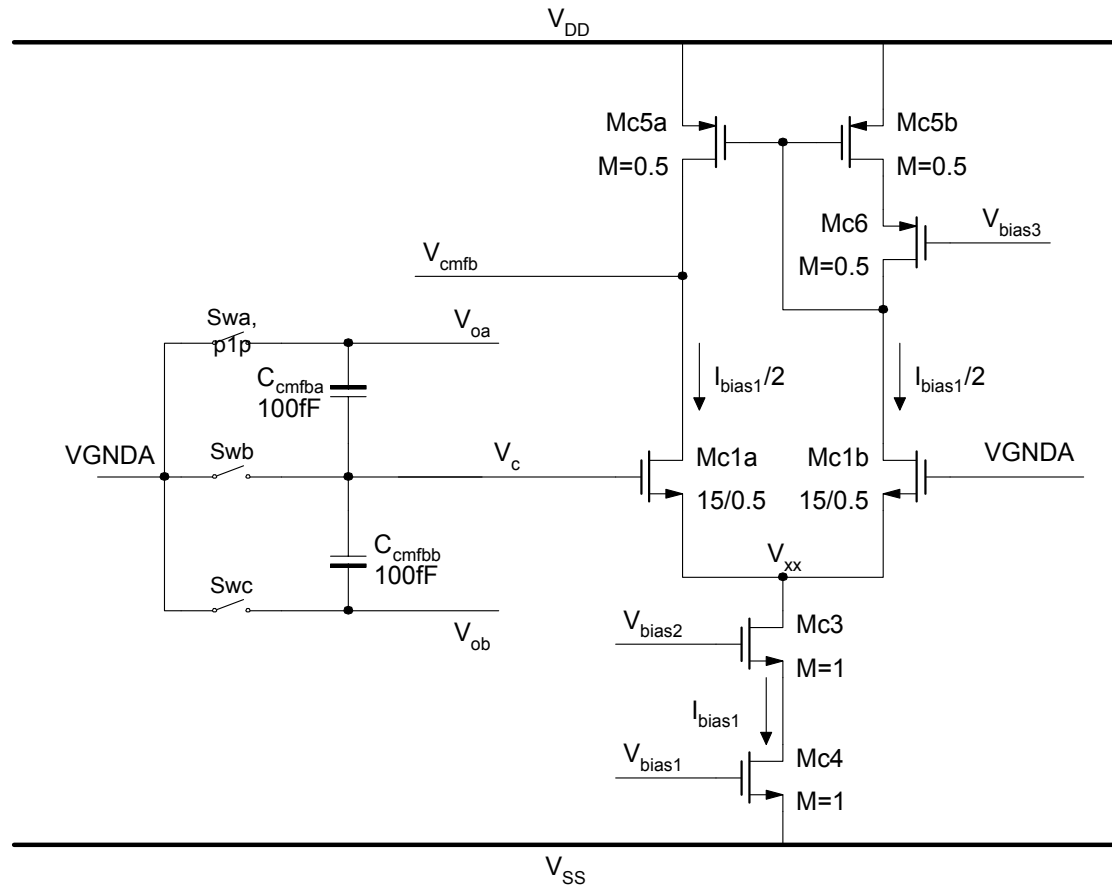 VDD
Mc5a
M=0.5
Mc5b
M=0.5
Mc6
M=0.5
Vbias3
Vcmfb
Swa,
p1p
Voa
Ccmfba
100fF
Ibias1/2
Ibias1/2
VGNDA
Swb
Vc
Mc1a
15/0.5
Mc1b
15/0.5
VGNDA
Ccmfbb
100fF
Swc
Vob
Vxx
Vbias2
Mc3
M=1
Ibias1
Vbias1
Mc4
M=1
VSS